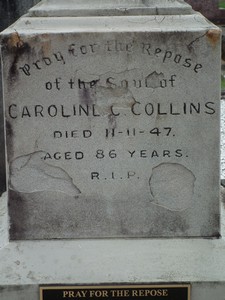 Pray for the Repose
of the Soul of
CAROLINE C COLLINS
DIED 11-11-47.
AGED 86 YEARS.
R.I.P.
PRAY FOR THE REPOSE